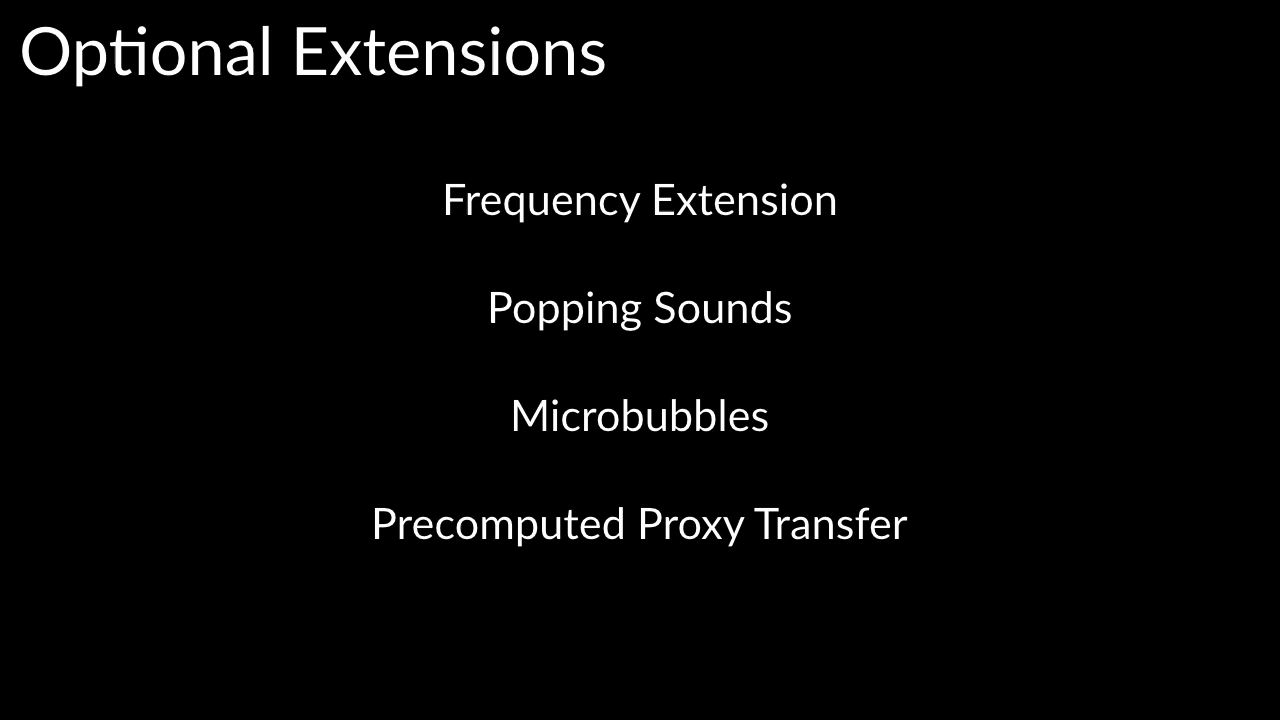 Optional Extensions
Frequency Extension
Popping Sounds
Microbubbles
Precomputed Proxy Transfer